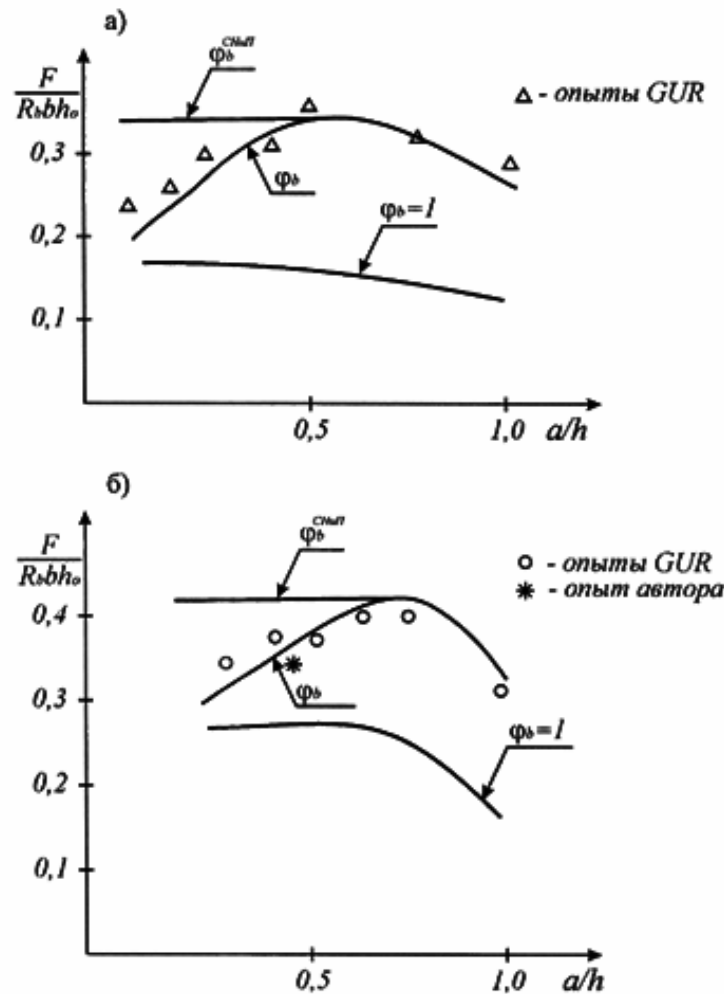 а)
φ_b^СНиП
F
R_b b h_o
△ - опыты GUR
0,3
φ_b
φ_b=1
0,2
0,1
0,5
1,0
a/h
б)
φ_b^СНиП
F
R_b b h_o
○ - опыты GUR
✳ - опыт автора
0,4
0,3
φ_b
φ_b=1
0,2
0,1
0,5
1,0
a/h